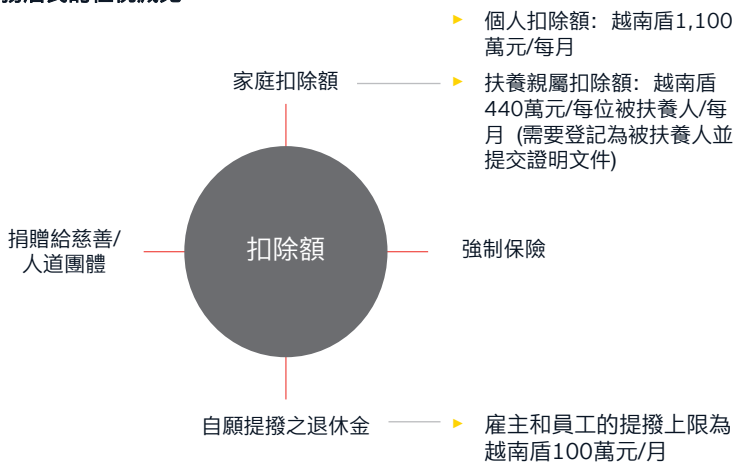 個人扣除額：越南盾1,100
萬元/每月
家庭扣除額
扶養親屬扣除額：越南盾
440萬元/每位被扶養人/每
月 (需要登記為被扶養人並
提交證明文件)
捐贈給慈善/
人道團體
扣除額
強制保險
自願提撥之退休金
雇主和員工的提撥上限為
越南盾100萬元/月